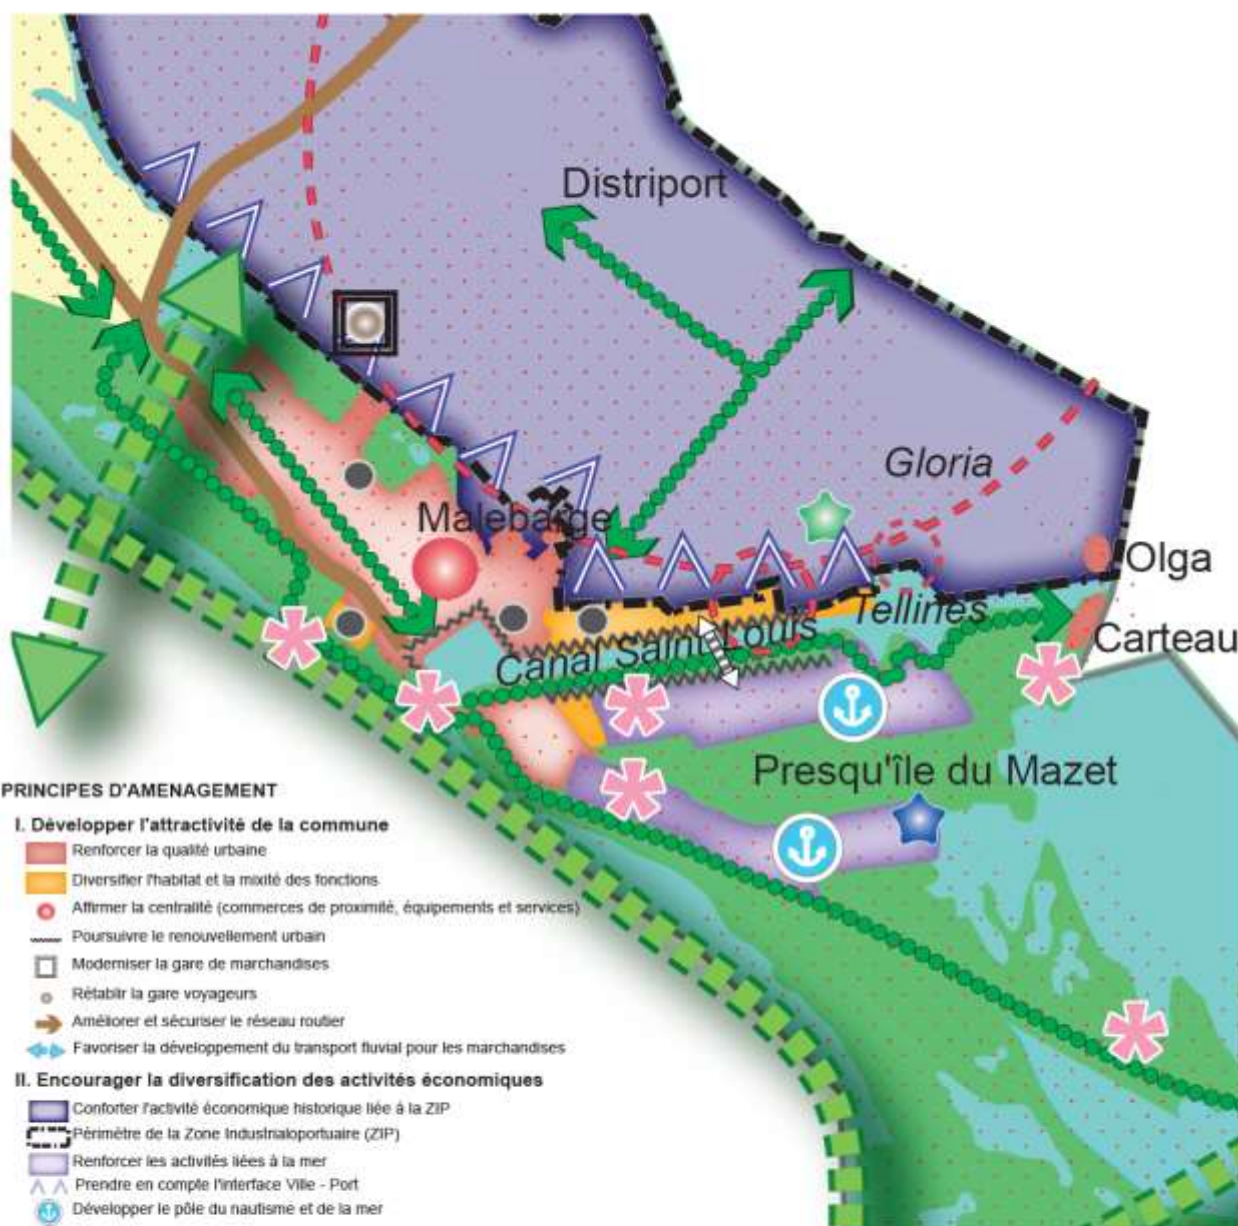 Distriport
Gloria
Malebarge
Olga
Tellines
Carteau
Canal Saint Louis
Presqu'île du Mazet
PRINCIPES D'AMENAGEMENT
I. Développer l'attractivité de la commune
Renforcer la qualité urbaine
Diversifier l'habitat et la mixité des fonctions
Affirmer la centralité (commerces de proximité, équipements et services)
Poursuivre le renouvellement urbain
Moderniser la gare de marchandises
Rétablir la gare voyageurs
Améliorer et sécuriser le réseau routier
Favoriser la développement du transport fluvial pour les marchandises
II. Encourager la diversification des activités économiques
Conforter l'activité économique historique liée à la ZIP
Périmètre de la Zone Industrialoportuaire (ZIP)
Renforcer les activités liées à la mer
Prendre en compte l'interface Ville - Port
Développer le pôle du nautisme et de la mer